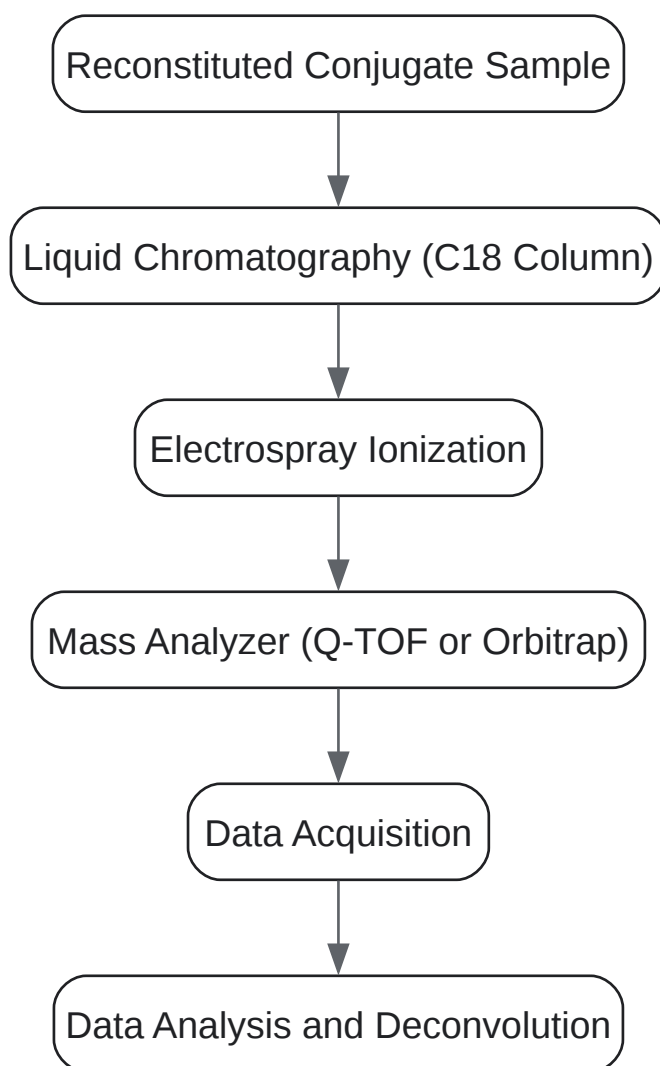 Reconstituted Conjugate Sample
Liquid Chromatography (C18 Column)
Electrospray Ionization
Mass Analyzer (Q-TOF or Orbitrap)
Data Acquisition
Data Analysis and Deconvolution